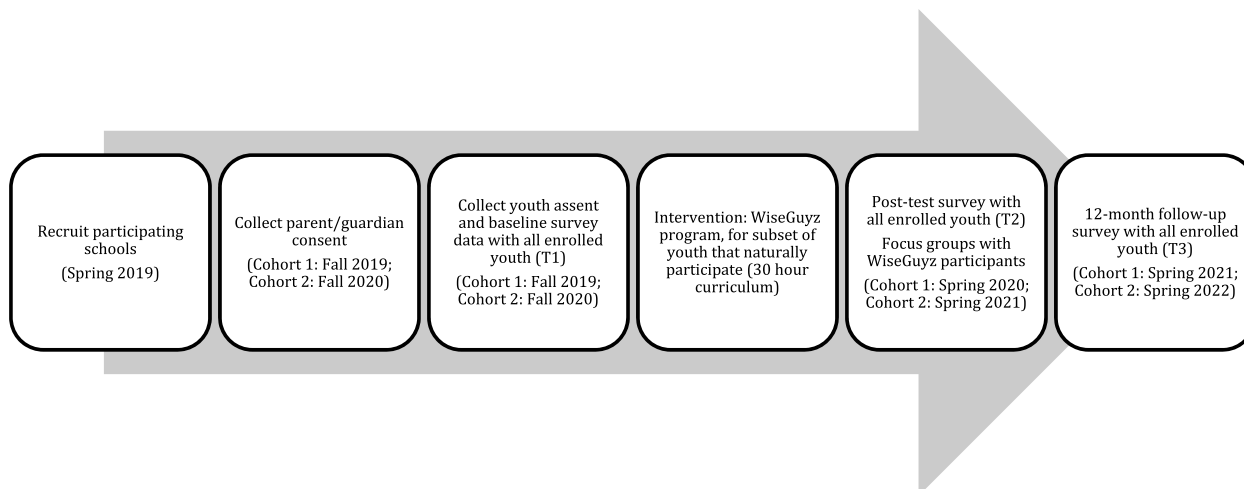 Recruit participating
schools
(Spring 2019)
Collect parent/guardian
consent
(Cohort 1: Fall 2019;
Cohort 2: Fall 2020)
Collect youth assent
and baseline survey
data with all enrolled
youth (T1)
(Cohort 1: Fall 2019;
Cohort 2: Fall 2020)
Intervention: WiseGuyz
program, for subset of
youth that naturally
participate (30 hour
curriculum)
Post-test survey with
all enrolled youth (T2)
Focus groups with
WiseGuyz participants
(Cohort 1: Spring 2020;
Cohort 2: Spring 2021)
12-month follow-up
survey with all enrolled
youth (T3)
(Cohort 1: Spring 2021;
Cohort 2: Spring 2022)